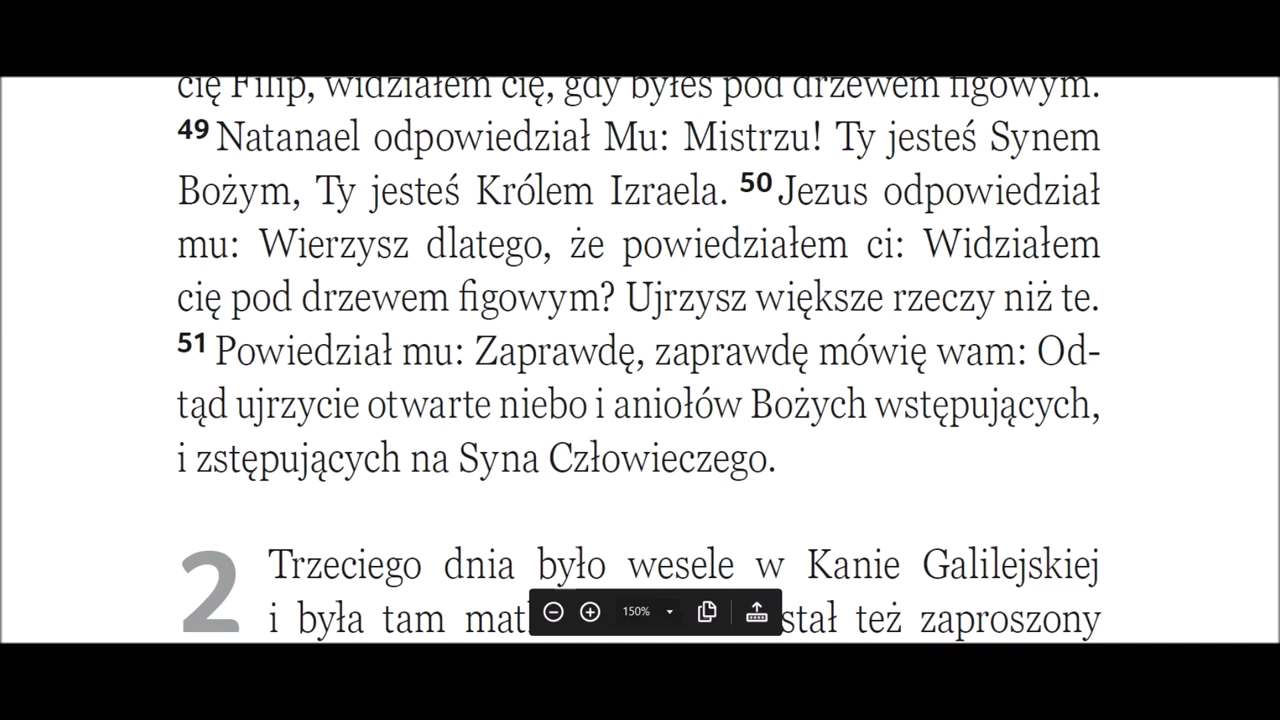 cię Filip, widziałem cię, gdy byłeś pod drzewem figowym.
49 Natanael odpowiedział Mu: Mistrzu! Ty jesteś Synem
Bożym, Ty jesteś Królem Izraela. 50 Jezus odpowiedział
mu: Wierzysz dlatego, że powiedziałem ci: Widziałem
cię pod drzewem figowym? Ujrzysz większe rzeczy niż te.
51 Powiedział mu: Zaprawdę, zaprawdę mówię wam: Od-
tąd ujrzycie otwarte niebo i aniołów Bożych wstępujących,
i zstępujących na Syna Człowieczego.
2 Trzeciego dnia było wesele w Kanie Galilejskiej
i była tam też zaproszony
150%